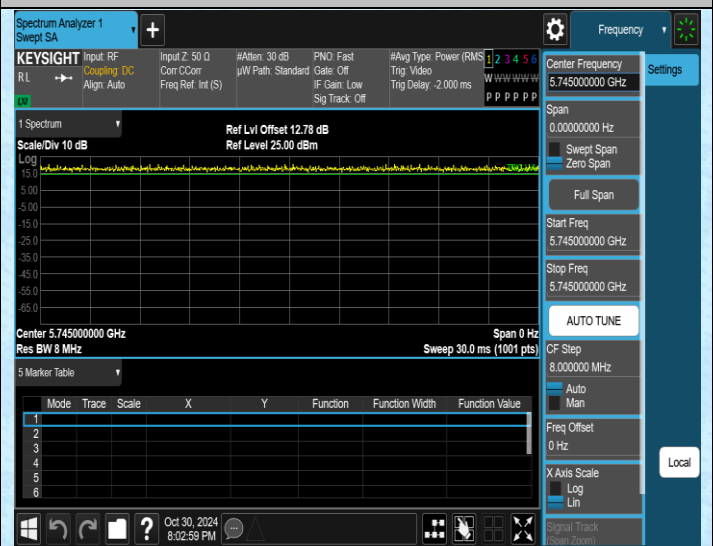 Spectrum Analyzer 1
Swept SA
+
Frequency
KEYSIGHT
RL
LXI
Input: RF
Coupling: DC
Align: Auto
Input Z: 50 Ω
Corr CCorr
Freq Ref: Int (S)
#Atten: 30 dB
µW Path: Standard
PNO: Fast
Gate: Off
IF Gain: Low
Sig Track: Off
#Avg Type: Power (RMS
Trig: Video
Trig Delay: -2.000 ms
1 2 3 4 5 6
W W W W W W
P P P P P P
Center Frequency
5.745000000 GHz
Settings
Span
0.00000000 Hz
Swept Span
Zero Span
Full Span
Start Freq
5.745000000 GHz
Stop Freq
5.745000000 GHz
AUTO TUNE
CF Step
8.000000 MHz
Auto
Man
Freq Offset
0 Hz
X Axis Scale
Log
Lin
Signal Track
(Span Zoom)
Local
1 Spectrum
Scale/Div 10 dB
Ref Lvl Offset 12.78 dB
Ref Level 25.00 dBm
Log
15.0
5.00
-5.00
-15.0
-25.0
-35.0
-45.0
-55.0
-65.0
Center 5.745000000 GHz
Span 0 Hz
Res BW 8 MHz
Sweep 30.0 ms (1001 pts)
5 Marker Table
Mode Trace Scale X Y Function Function Width Function Value
1
2
3
4
5
6
?
Oct 30, 2024
8:02:59 PM